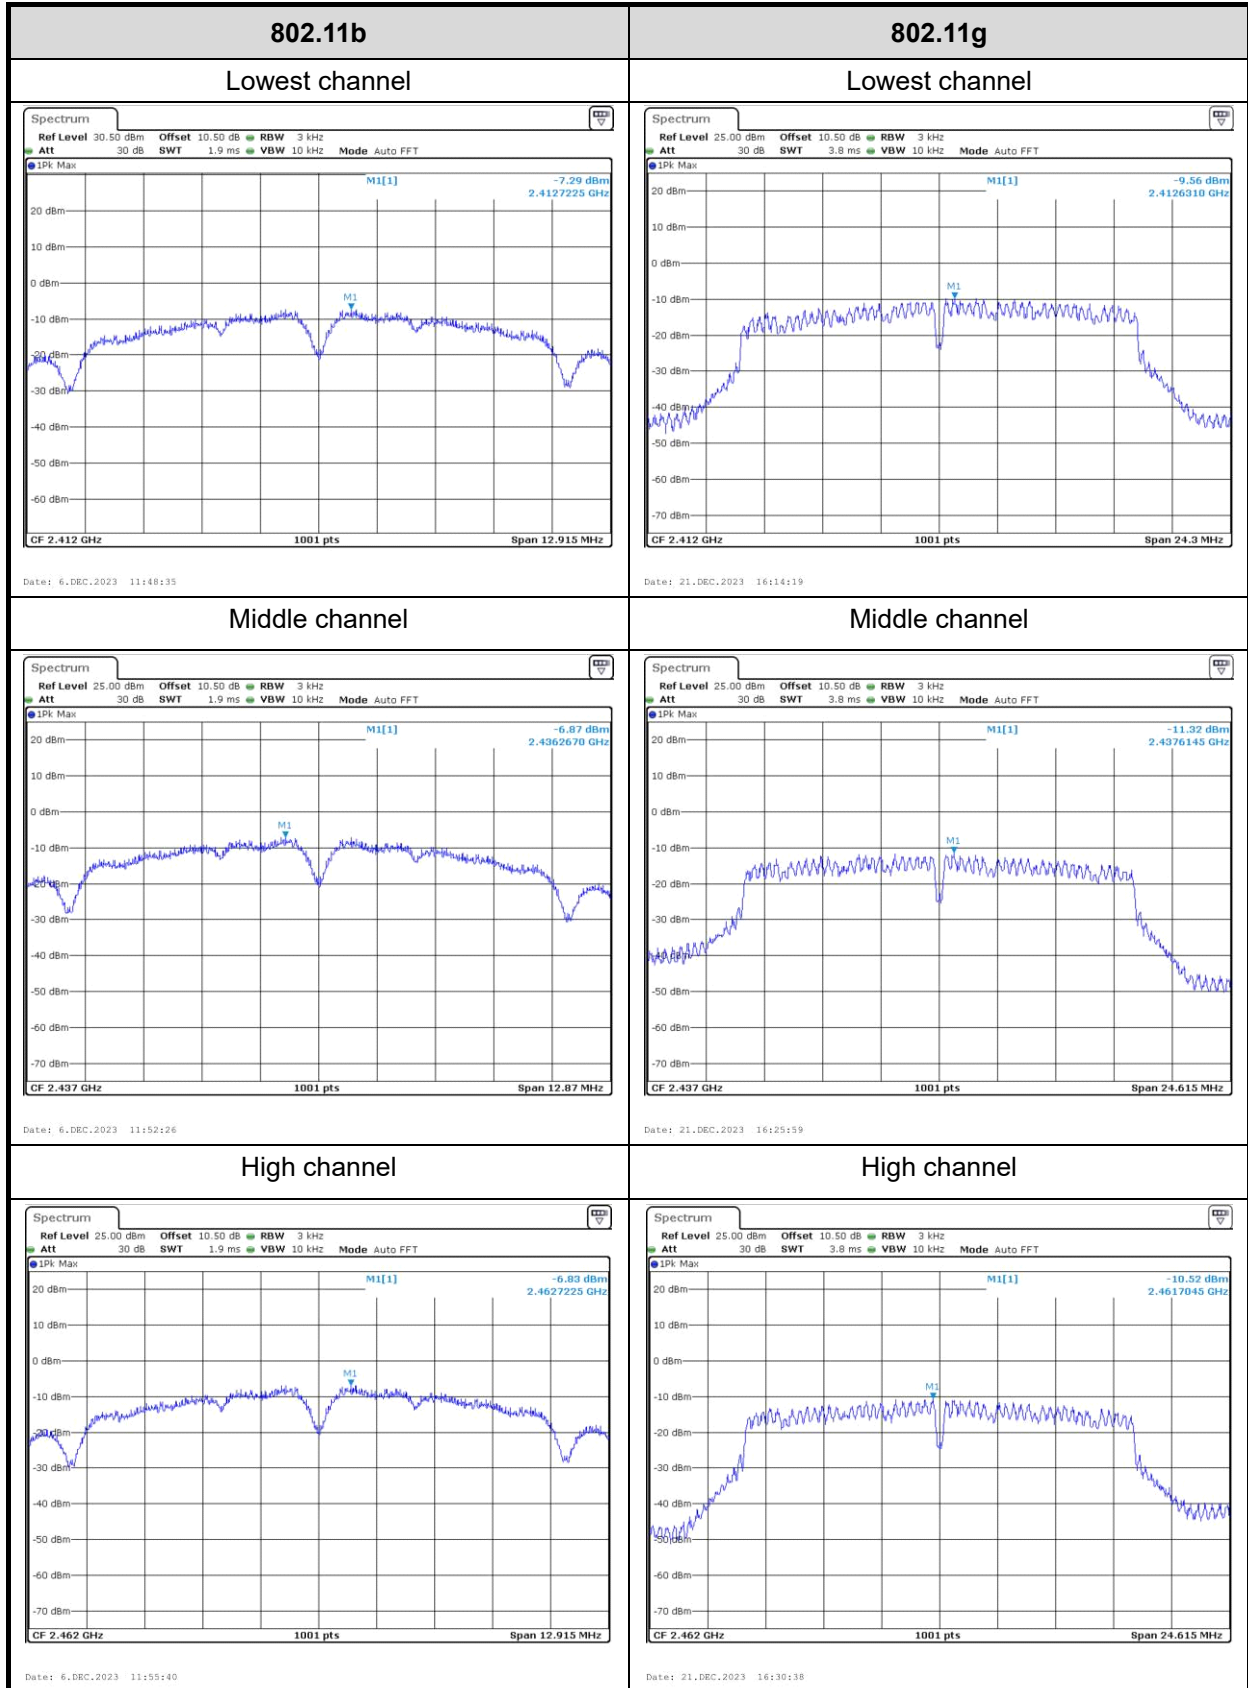 802.11b
802.11g
Lowest channel
Lowest channel
Spectrum
Ref Level 30.50 dBm Offset 10.50 dB RBW 3 kHz
Att 30 dB SWT 1.9 ms VBW 10 kHz Mode Auto FFT
1Pk Max
M1[1] -7.29 dBm
2.4127225 GHz
20 dBm
10 dBm
0 dBm
M1
-10 dBm
-20 dBm
-30 dBm
-40 dBm
-50 dBm
-60 dBm
CF 2.412 GHz 1001 pts Span 12.915 MHz
Date: 6.DEC.2023 11:48:35
Spectrum
Ref Level 25.00 dBm Offset 10.50 dB RBW 3 kHz
Att 30 dB SWT 3.8 ms VBW 10 kHz Mode Auto FFT
1Pk Max
M1[1] -9.56 dBm
2.4126310 GHz
20 dBm
10 dBm
0 dBm
M1
-10 dBm
-20 dBm
-30 dBm
-40 dBm
-50 dBm
-60 dBm
-70 dBm
CF 2.412 GHz 1001 pts Span 24.3 MHz
Date: 21.DEC.2023 16:14:19
Middle channel
Middle channel
Spectrum
Ref Level 25.00 dBm Offset 10.50 dB RBW 3 kHz
Att 30 dB SWT 1.9 ms VBW 10 kHz Mode Auto FFT
1Pk Max
M1[1] -6.87 dBm
2.4362670 GHz
20 dBm
10 dBm
0 dBm
M1
-10 dBm
-20 dBm
-30 dBm
-40 dBm
-50 dBm
-60 dBm
-70 dBm
CF 2.437 GHz 1001 pts Span 12.87 MHz
Date: 6.DEC.2023 11:52:26
Spectrum
Ref Level 25.00 dBm Offset 10.50 dB RBW 3 kHz
Att 30 dB SWT 3.8 ms VBW 10 kHz Mode Auto FFT
1Pk Max
M1[1] -11.32 dBm
2.4376145 GHz
20 dBm
10 dBm
0 dBm
M1
-10 dBm
-20 dBm
-30 dBm
-40 dBm
-50 dBm
-60 dBm
-70 dBm
CF 2.437 GHz 1001 pts Span 24.615 MHz
Date: 21.DEC.2023 16:25:59
High channel
High channel
Spectrum
Ref Level 25.00 dBm Offset 10.50 dB RBW 3 kHz
Att 30 dB SWT 1.9 ms VBW 10 kHz Mode Auto FFT
1Pk Max
M1[1] -6.83 dBm
2.4627225 GHz
20 dBm
10 dBm
0 dBm
M1
-10 dBm
-20 dBm
-30 dBm
-40 dBm
-50 dBm
-60 dBm
-70 dBm
CF 2.462 GHz 1001 pts Span 12.915 MHz
Date: 6.DEC.2023 11:55:40
Spectrum
Ref Level 25.00 dBm Offset 10.50 dB RBW 3 kHz
Att 30 dB SWT 3.8 ms VBW 10 kHz Mode Auto FFT
1Pk Max
M1[1] -10.52 dBm
2.4617045 GHz
20 dBm
10 dBm
0 dBm
M1
-10 dBm
-20 dBm
-30 dBm
-40 dBm
-50 dBm
-60 dBm
-70 dBm
CF 2.462 GHz 1001 pts Span 24.615 MHz
Date: 21.DEC.2023 16:30:38